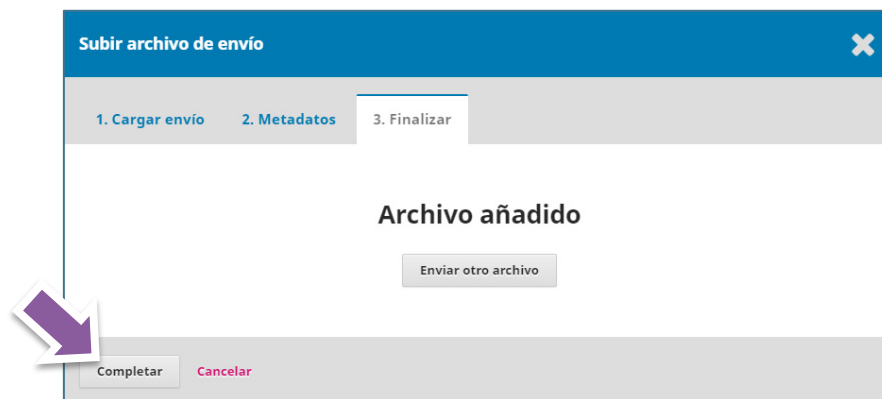 Subir archivo de envío
1. Cargar envío 2. Metadatos 3. Finalizar
Archivo añadido
Enviar otro archivo
Completar Cancelar